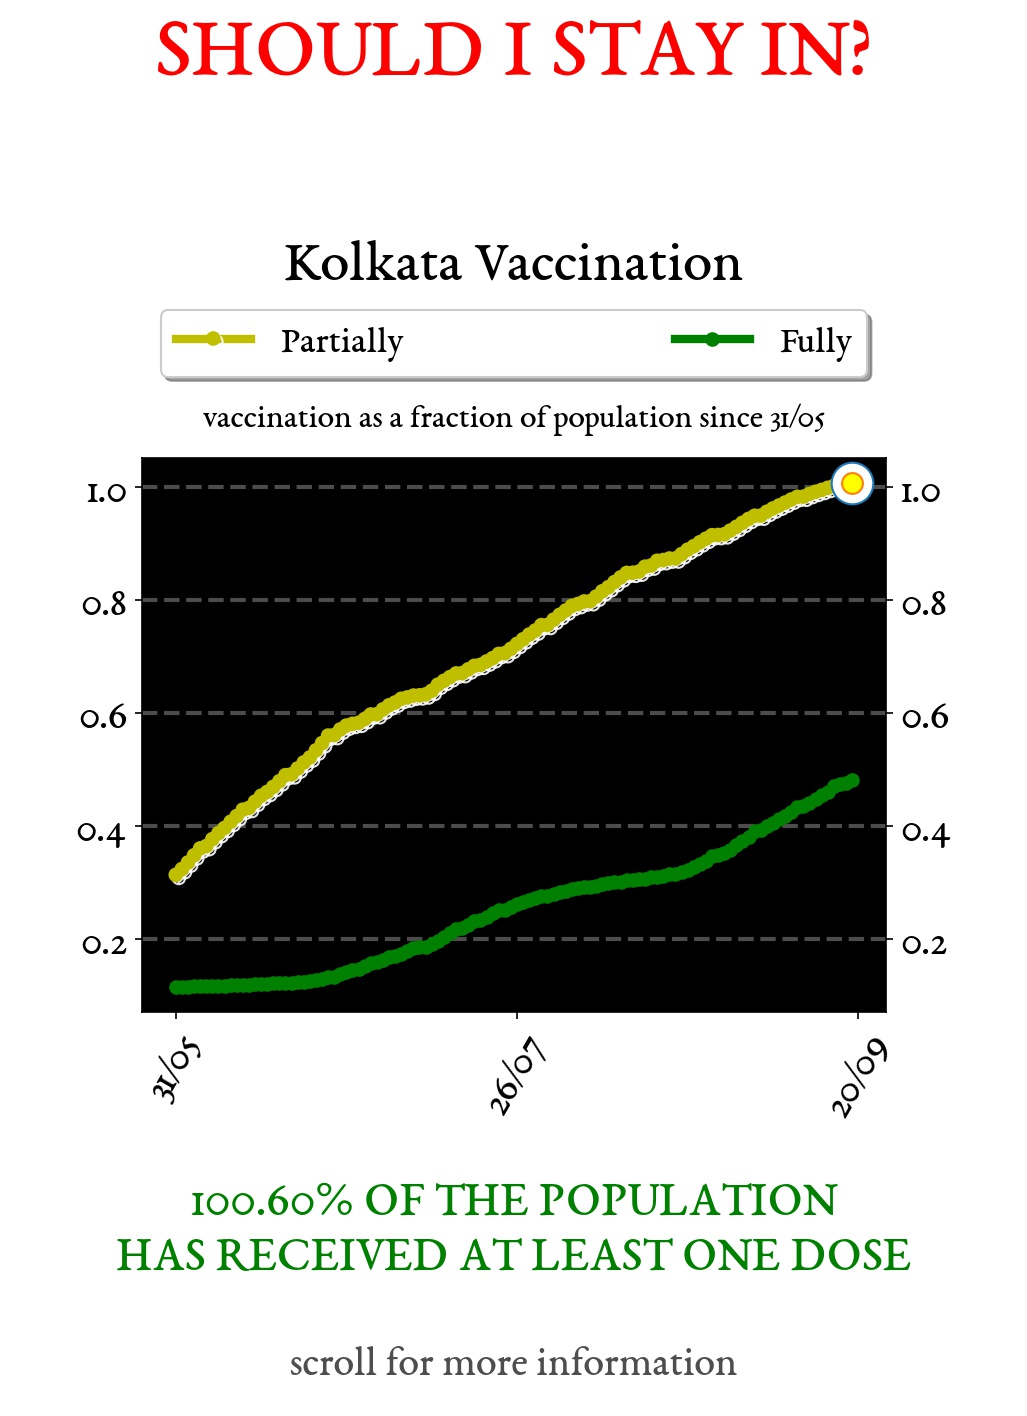 SHOULD I STAY IN?
Kolkata Vaccination
Partially Fully
vaccination as a fraction of population since 31/05
1.0 1.0
0.8 0.8
0.6 0.6
0.4 0.4
0.2 0.2
31/05 26/07 20/09
100.60% OF THE POPULATION
HAS RECEIVED AT LEAST ONE DOSE
scroll for more information